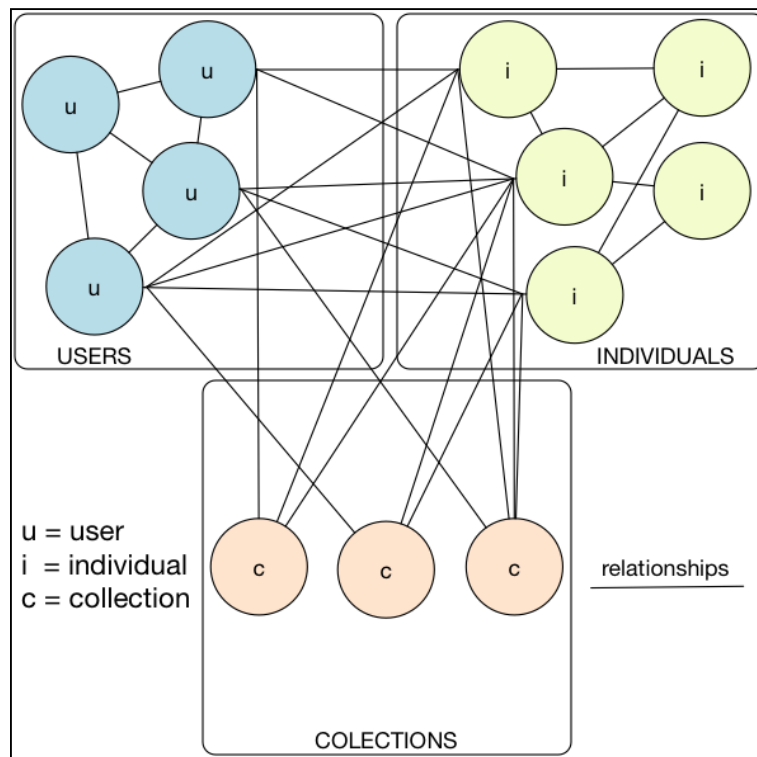 u
i
i
u
i
u
i
u
i
USERS
INDIVIDUALS
u = user
i = individual
c = collection
c
c
c
relationships
COLECTIONS